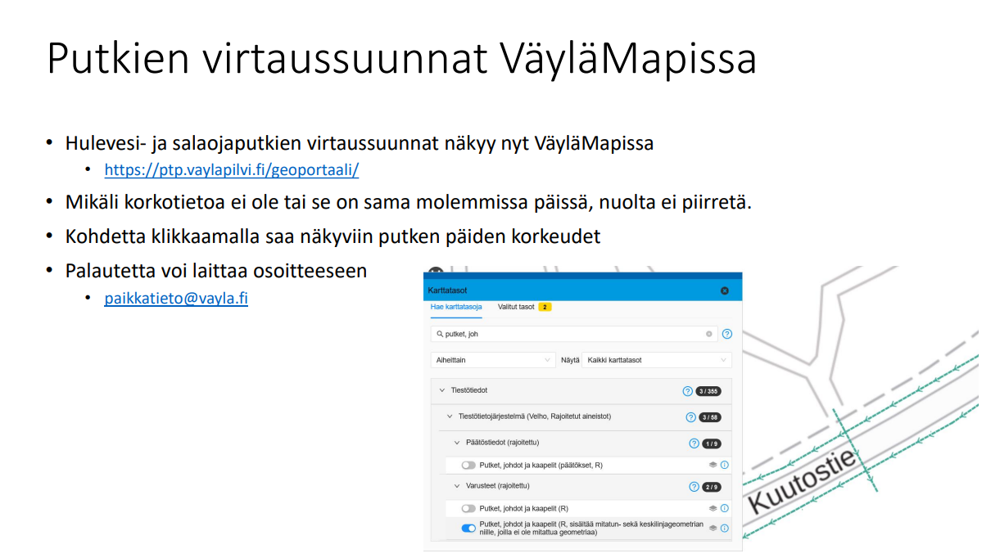 Putkien virtaussuunnat VäyläMapissa
• Hulevesi- ja salaojaputkien virtaussuunnat näkyy nyt VäyläMapissa
• https://ptp.vaylapilvi.fi/geoportaali/
• Mikäli korkotietoa ei ole tai se on sama molemmissa päissä, nuolta ei piirretä.
• Kohdetta klikkaamalla saa näkyviin putken päiden korkeudet
• Palautetta voi laittaa osoitteeseen
• paikkatieto@vayla.fi
Karttatasot
Hae karttatasoja Valitut tasot 2
putket, joh
Aiheittain Näytä Kaikki karttatasot
Tiestötiedot 3 / 355
Tiestötietojärjestelmä (Velho, Rajoitetut aineistot) 3 / 56
Päätöstiedot (rajoitettu) 1 / 9
Putket, johdot ja kaapelit (päätökset, R)
Varusteet (rajoitettu) 2 / 9
Putket, johdot ja kaapelit (R)
Putket, johdot ja kaapelit (R, sisältää mitatun- sekä keskilinjageometrian
niille, joilla ei ole mitattua geometriaa)
Kuutostie